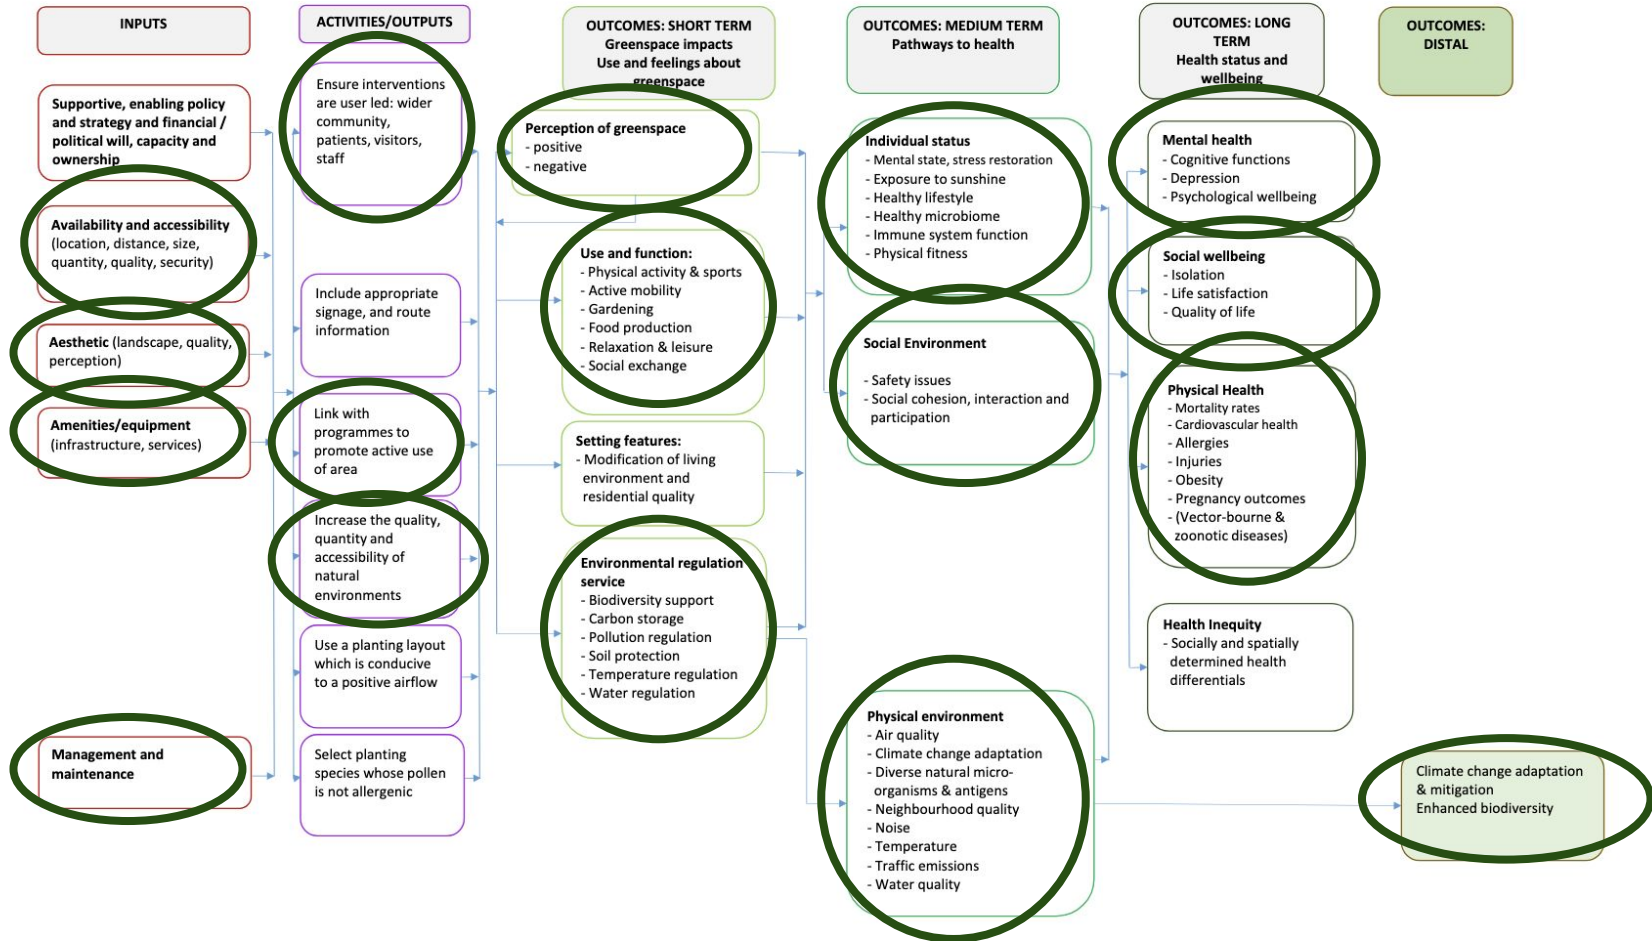 INPUTS
Supportive, enabling policy
and strategy and financial /
political will, capacity and
ownership
Availability and accessibility
(location, distance, size,
quantity, quality, security)
Aesthetic (landscape, quality,
perception)
Amenities/equipment
(infrastructure, services)
Management and
maintenance
ACTIVITIES/OUTPUTS
Ensure interventions
are user led: wider
community,
patients, visitors,
staff
Include appropriate
signage, and route
information
Link with
programmes to
promote active use
of area
Increase the quality,
quantity and
accessibility of
natural
environments
Use a planting layout
which is conducive
to a positive airflow
Select planting
species whose pollen
is not allergenic
OUTCOMES: SHORT TERM
Greenspace impacts
Use and feelings about
greenspace
Perception of greenspace
- positive
- negative
Use and function:
- Physical activity & sports
- Active mobility
- Gardening
- Food production
- Relaxation & leisure
- Social exchange
Setting features:
- Modification of living
environment and
residential quality
Environmental regulation
service
- Biodiversity support
- Carbon storage
- Pollution regulation
- Soil protection
- Temperature regulation
- Water regulation
OUTCOMES: MEDIUM TERM
Pathways to health
Individual status
- Mental state, stress restoration
- Exposure to sunshine
- Healthy lifestyle
- Healthy microbiome
- Immune system function
- Physical fitness
Social Environment
- Safety issues
- Social cohesion, interaction and
participation
Physical environment
- Air quality
- Climate change adaptation
- Diverse natural micro-
organisms & antigens
- Neighbourhood quality
- Noise
- Temperature
- Traffic emissions
- Water quality
OUTCOMES: LONG
TERM
Health status and
wellbeing
Mental health
- Cognitive functions
- Depression
- Psychological wellbeing
Social wellbeing
- Isolation
- Life satisfaction
- Quality of life
Physical Health
- Mortality rates
- Cardiovascular health
- Allergies
- Injuries
- Obesity
- Pregnancy outcomes
- (Vector-bourne &
zoonotic diseases)
Health Inequity
- Socially and spatially
determined health
differentials
OUTCOMES:
DISTAL
Climate change adaptation
& mitigation
Enhanced biodiversity